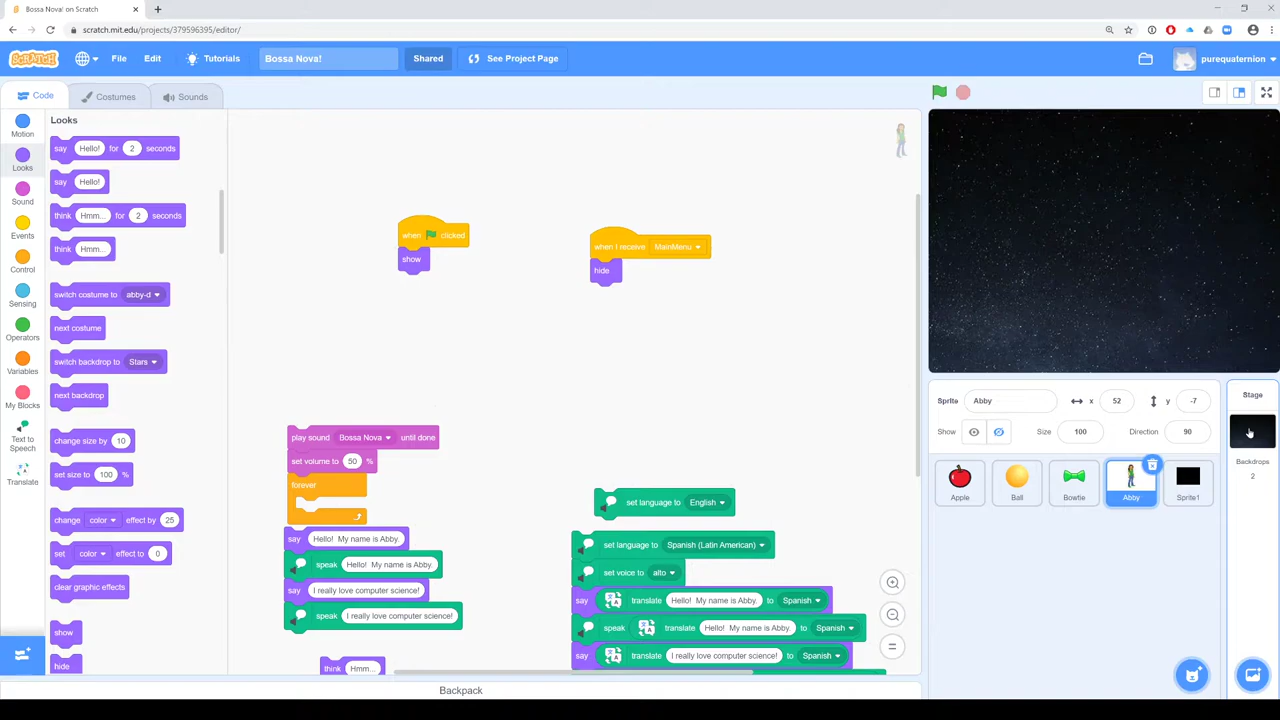 Bossa Nova! on Scratch
scratch.mit.edu/projects/379596395/editor/
SCRATCH
File
Edit
Tutorials
Bossa Nova!
Shared
See Project Page
purequaternion
Code
Costumes
Sounds
Motion
Looks
Sound
Events
Control
Sensing
Operators
Variables
My Blocks
Text to Speech
Translate
Looks
say Hello! for 2 seconds
say Hello!
think Hmm... for 2 seconds
think Hmm...
switch costume to abby-d
next costume
switch backdrop to Stars
next backdrop
change size by 10
set size to 100 %
change color effect by 25
set color effect to 0
clear graphic effects
show
hide
when clicked
show
when I receive MainMenu
hide
play sound Bossa Nova until done
set volume to 50 %
forever
say Hello! My name is Abby.
speak Hello! My name is Abby.
say I really love computer science!
speak I really love computer science!
think Hmm...
set language to English
set language to Spanish (Latin American)
set voice to alto
say translate Hello! My name is Abby. to Spanish
speak translate Hello! My name is Abby. to Spanish
say translate I really love computer science! to Spanish
Backpack
Sprite Abby x 52 y -7
Show Size 100 Direction 90
Apple
Ball
Bowtie
Abby
Sprite1
Stage
Backdrops
2